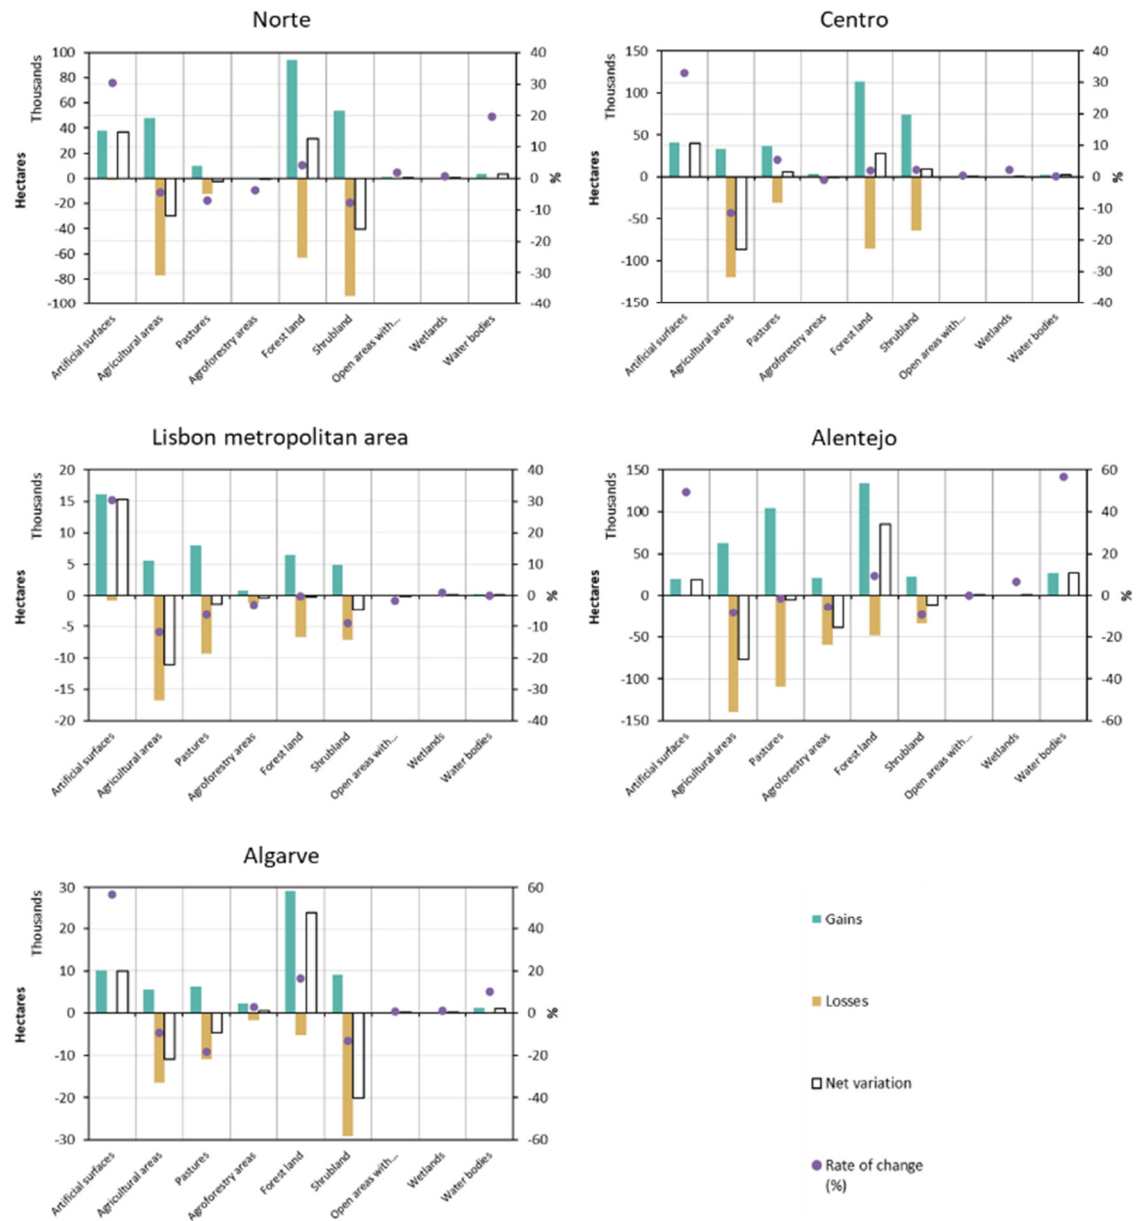 Norte
Thousands
Hectares
100
80
60
40
20
0
-20
-40
-60
-80
-100
40
30
20
10
0
-10
-20
-30
-40
%
Artificial surfaces
Agricultural areas
Pastures
Agroforestry areas
Forest land
Shrubland
Open areas with...
Wetlands
Water bodies
Centro
Thousands
Hectares
150
100
50
0
-50
-100
-150
40
30
20
10
0
-10
-20
-30
-40
%
Artificial surfaces
Agricultural areas
Pastures
Agroforestry areas
Forest land
Shrubland
Open areas with...
Wetlands
Water bodies
Lisbon metropolitan area
Thousands
Hectares
20
15
10
5
0
-5
-10
-15
-20
40
30
20
10
0
-10
-20
-30
-40
%
Artificial surfaces
Agricultural areas
Pastures
Agroforestry areas
Forest land
Shrubland
Open areas with...
Wetlands
Water bodies
Alentejo
Thousands
Hectares
150
100
50
0
-50
-100
-150
60
40
20
0
-20
-40
-60
%
Artificial surfaces
Agricultural areas
Pastures
Agroforestry areas
Forest land
Shrubland
Open areas with...
Wetlands
Water bodies
Algarve
Thousands
Hectares
30
20
10
0
-10
-20
-30
60
40
20
0
-20
-40
-60
%
Artificial surfaces
Agricultural areas
Pastures
Agroforestry areas
Forest land
Shrubland
Open areas with...
Wetlands
Water bodies
Gains
Losses
Net variation
Rate of change
(%)